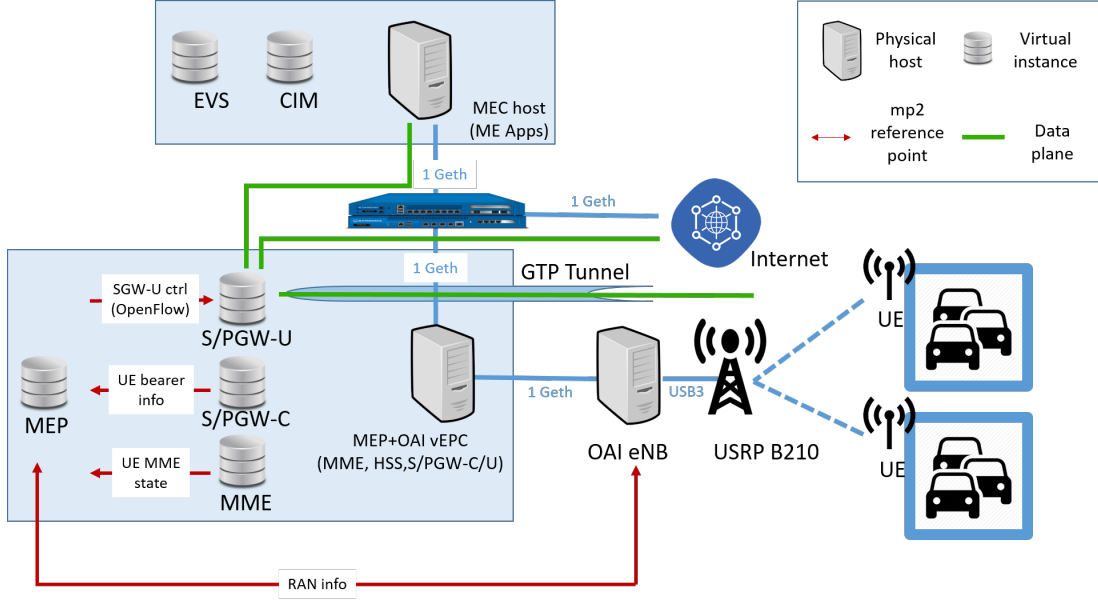 EVS
CIM
MEC host
(ME Apps)
Physical
host
Virtual
instance
mp2
reference
point
Data
plane
1 Geth
1 Geth
Internet
1 Geth
GTP Tunnel
SGW-U ctrl
(OpenFlow)
S/PGW-U
UE
MEP
UE bearer
info
S/PGW-C
1 Geth
USB3
MEP+OAI vEPC
(MME, HSS,S/PGW-C/U)
OAI eNB
USRP B210
UE
UE MME
state
MME
RAN info